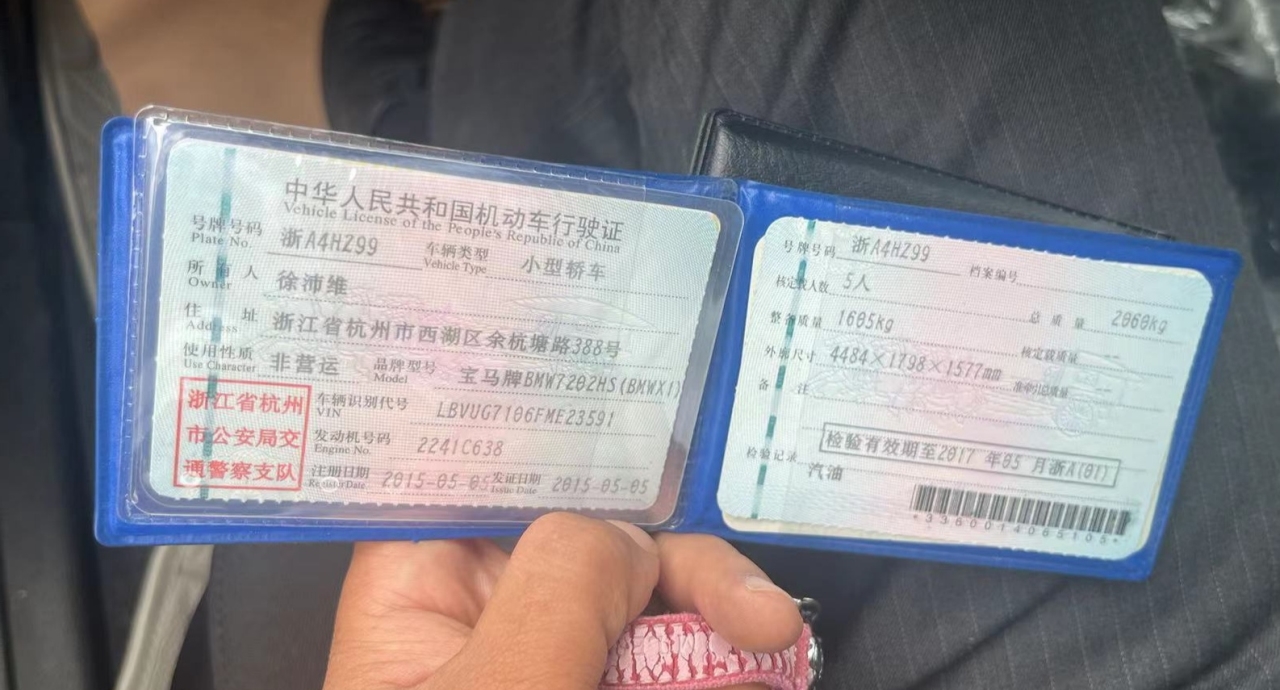 中华人民共和国机动车行驶证
Vehicle License of the People's Republic of China
号牌号码 浙A4HZ99 车辆类型 小型轿车
Plate No. Vehicle Type
所有人 徐沛维
Owner
住址 浙江省杭州市西湖区余杭塘路388号
Address
使用性质 非营运 品牌型号 宝马牌BMW7202HS(BMWX1)
Use Character Model
浙江省杭州
市公安局交
通警察支队
车辆识别代号 LBVUG7106FME23591
VIN
发动机号码 2241C638
Engine No.
注册日期 2015-05-05 发证日期 2015-05-05
Register Date Issue Date
号牌号码 浙A4HZ99 档案编号
核定载人数 5人 总质量 2060kg
整备质量 1605kg 核定载质量 --
外廓尺寸 4484×1798×1577mm 准牵引总质量 --
备注
检验有效期至2017年05月浙A(01)
检验记录 汽油
*3360014065105*